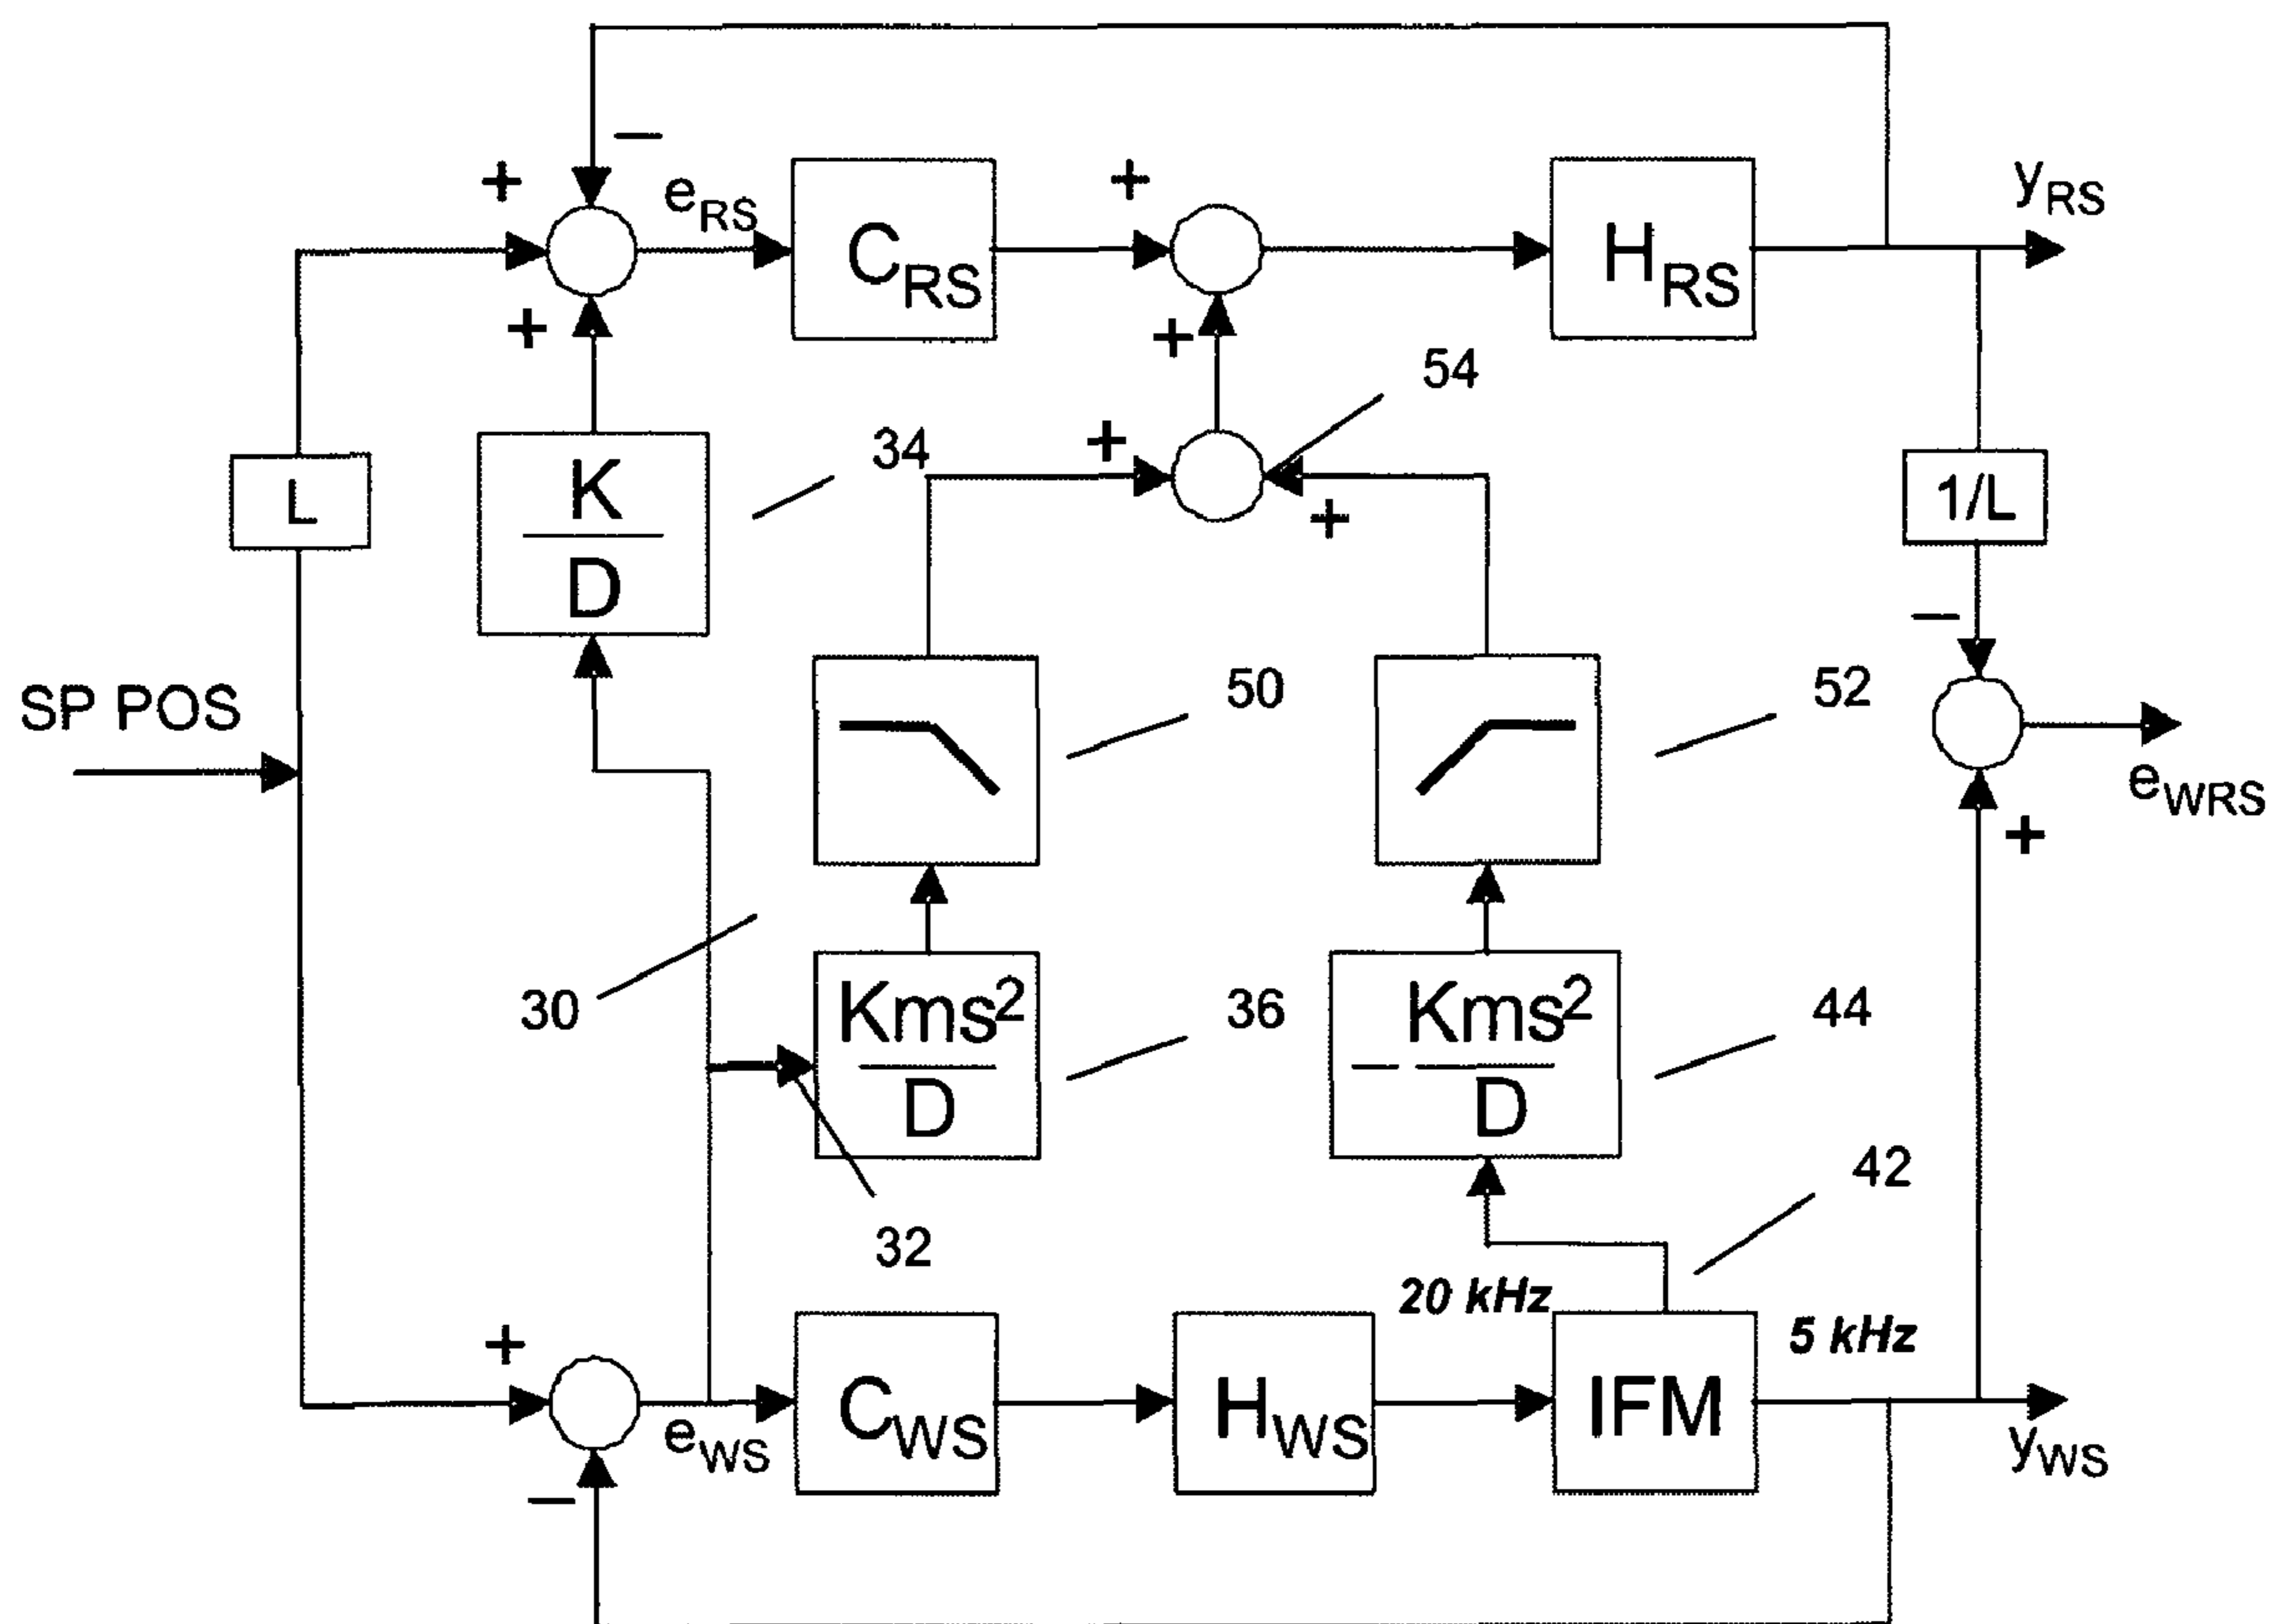 −
+
e_RS
C_RS
+
H_RS
y_RS
+
+
54
34
+
+
L
K
D
1/L
−
SP POS
50
52
e_WRS
+
30
Kms²
D
36
− Kms²
D
44
32
42
20 kHz
5 kHz
+
e_WS
C_WS
H_WS
IFM
y_WS
−